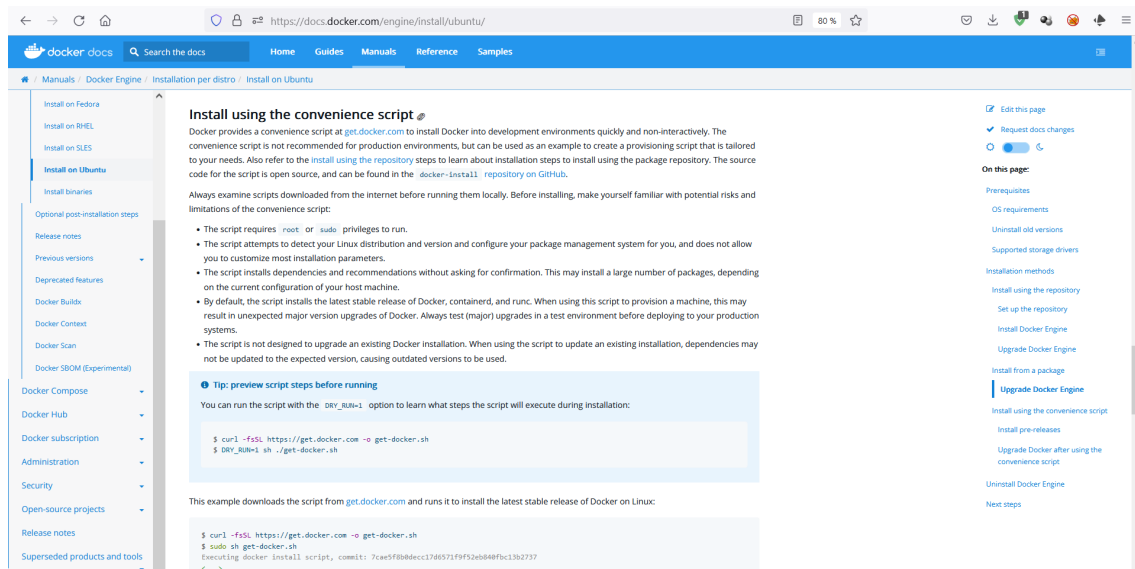 https://docs.docker.com/engine/install/ubuntu/
80 %
1
docker docs
Search the docs
Home Guides Manuals Reference Samples
/ Manuals / Docker Engine / Installation per distro / Install on Ubuntu
Install on Fedora
Install on RHEL
Install on SLES
Install on Ubuntu
Install binaries
Optional post-installation steps
Release notes
Previous versions
Deprecated features
Docker Buildx
Docker Context
Docker Scan
Docker SBOM (Experimental)
Docker Compose
Docker Hub
Docker subscription
Administration
Security
Open-source projects
Release notes
Superseded products and tools
Install using the convenience script
Docker provides a convenience script at get.docker.com to install Docker into development environments quickly and non-interactively. The
convenience script is not recommended for production environments, but can be used as an example to create a provisioning script that is tailored
to your needs. Also refer to the install using the repository steps to learn about installation steps to install using the package repository. The source
code for the script is open source, and can be found in the docker-install repository on GitHub.
Always examine scripts downloaded from the internet before running them locally. Before installing, make yourself familiar with potential risks and
limitations of the convenience script:
• The script requires root or sudo privileges to run.
• The script attempts to detect your Linux distribution and version and configure your package management system for you, and does not allow
you to customize most installation parameters.
• The script installs dependencies and recommendations without asking for confirmation. This may install a large number of packages, depending
on the current configuration of your host machine.
• By default, the script installs the latest stable release of Docker, containerd, and runc. When using this script to provision a machine, this may
result in unexpected major version upgrades of Docker. Always test (major) upgrades in a test environment before deploying to your production
systems.
• The script is not designed to upgrade an existing Docker installation. When using the script to update an existing installation, dependencies may
not be updated to the expected version, causing outdated versions to be used.
Tip: preview script steps before running
You can run the script with the DRY_RUN=1 option to learn what steps the script will execute during installation:
$ curl -fsSL https://get.docker.com -o get-docker.sh
$ DRY_RUN=1 sh ./get-docker.sh
This example downloads the script from get.docker.com and runs it to install the latest stable release of Docker on Linux:
$ curl -fsSL https://get.docker.com -o get-docker.sh
$ sudo sh get-docker.sh
Executing docker install script, commit: 7cae5f8b0decc17d6571f9f52eb840fbc13b2737
Edit this page
Request docs changes
On this page:
Prerequisites
OS requirements
Uninstall old versions
Supported storage drivers
Installation methods
Install using the repository
Set up the repository
Install Docker Engine
Upgrade Docker Engine
Install from a package
Upgrade Docker Engine
Install using the convenience script
Install pre-releases
Upgrade Docker after using the
convenience script
Uninstall Docker Engine
Next steps